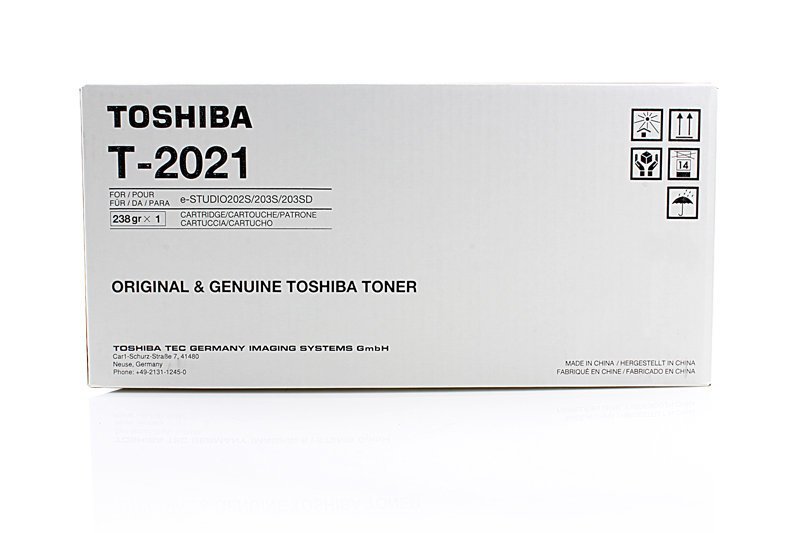 TOSHIBA
T-2021
FOR / POUR
FÜR / DA / PARA
e-STUDIO202S/203S/203SD
238 gr × 1
CARTRIDGE/CARTOUCHE/PATRONE
CARTUCCIA/CARTUCHO
14
ORIGINAL & GENUINE TOSHIBA TONER
TOSHIBA TEC GERMANY IMAGING SYSTEMS GmbH
Carl-Schurz-Straße 7, 41480
Neuse, Germany
Phone: +49-2131-1245-0
MADE IN CHINA / HERGESTELLT IN CHINA
FABRIQUÉ EN CHINE / FABRICADO EN CHINA